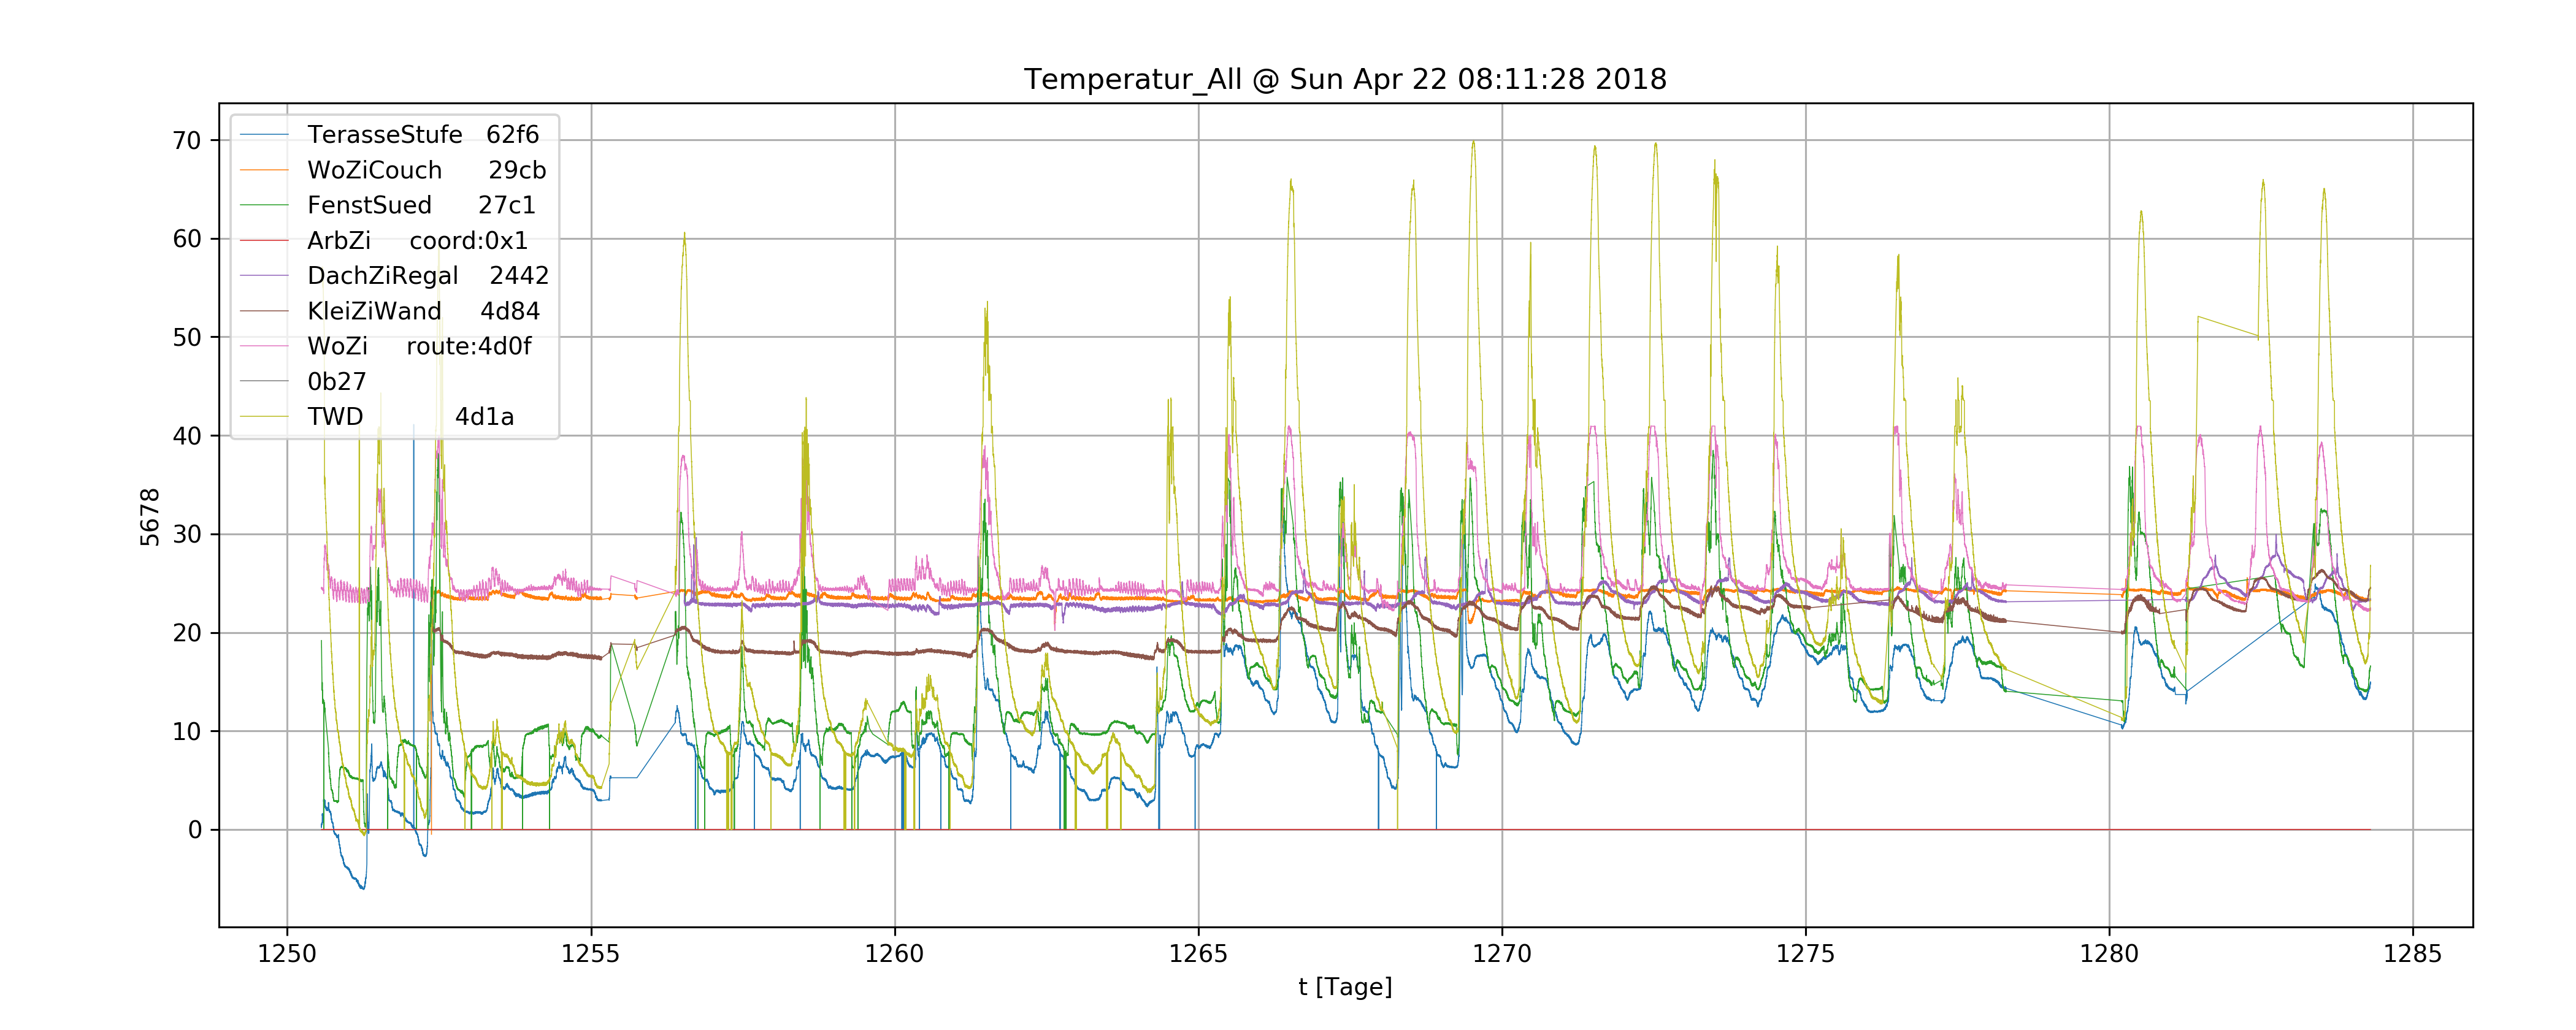 Temperatur_All @ Sun Apr 22 08:11:28 2018
70
60
50
40
30
20
10
0
5678
TerasseStufe 62f6
WoZiCouch 29cb
FenstSued 27c1
ArbZi coord:0x1
DachZiRegal 2442
KleiZiWand 4d84
WoZi route:4d0f
0b27
TWD 4d1a
1250 1255 1260 1265 1270 1275 1280 1285
t [Tage]